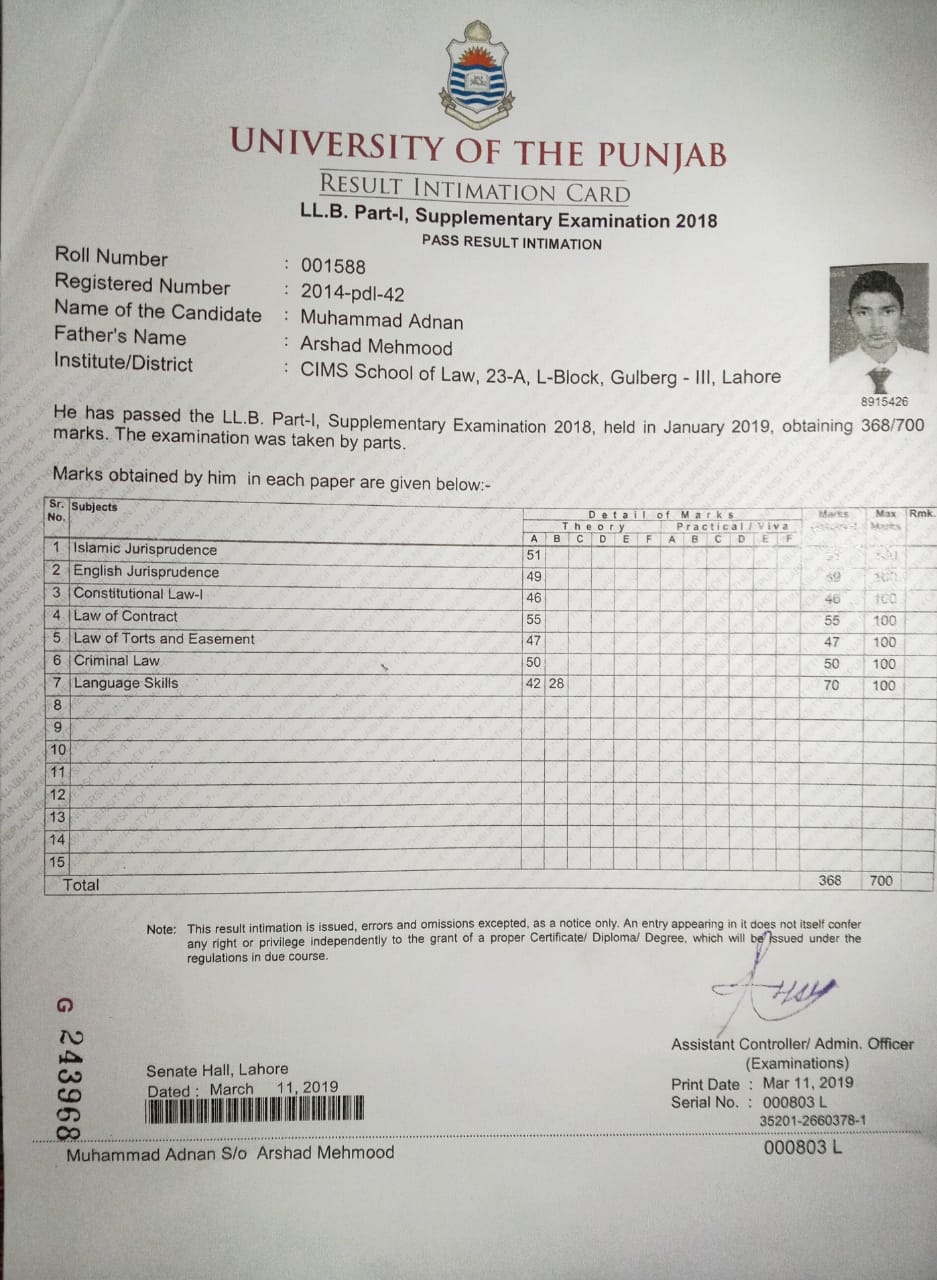 UNIVERSITY OF THE PUNJAB
RESULT INTIMATION CARD
LL.B. Part-I, Supplementary Examination 2018
PASS RESULT INTIMATION
Roll Number : 001588
Registered Number : 2014-pdl-42
Name of the Candidate : Muhammad Adnan
Father's Name : Arshad Mehmood
Institute/District : CIMS School of Law, 23-A, L-Block, Gulberg - III, Lahore
8915426
He has passed the LL.B. Part-I, Supplementary Examination 2018, held in January 2019, obtaining 368/700
marks. The examination was taken by parts.
Marks obtained by him in each paper are given below:-
Sr. No. Subjects Detail of Marks Marks Max Marks Rmk.
Theory Practical/Viva
A B C D E F A B C D E F
1 Islamic Jurisprudence 51
2 English Jurisprudence 49 49 100
3 Constitutional Law-I 46 46 100
4 Law of Contract 55 55 100
5 Law of Torts and Easement 47 47 100
6 Criminal Law 50 50 100
7 Language Skills 42 28 70 100
8
9
10
11
12
13
14
15
Total 368 700
Note: This result intimation is issued, errors and omissions excepted, as a notice only. An entry appearing in it does not itself confer
any right or privilege independently to the grant of a proper Certificate/ Diploma/ Degree, which will be issued under the
regulations in due course.
G 243968
Senate Hall, Lahore
Dated : March 11, 2019
Assistant Controller/ Admin. Officer
(Examinations)
Print Date : Mar 11, 2019
Serial No. : 000803 L
35201-2660378-1
Muhammad Adnan S/o Arshad Mehmood
000803 L